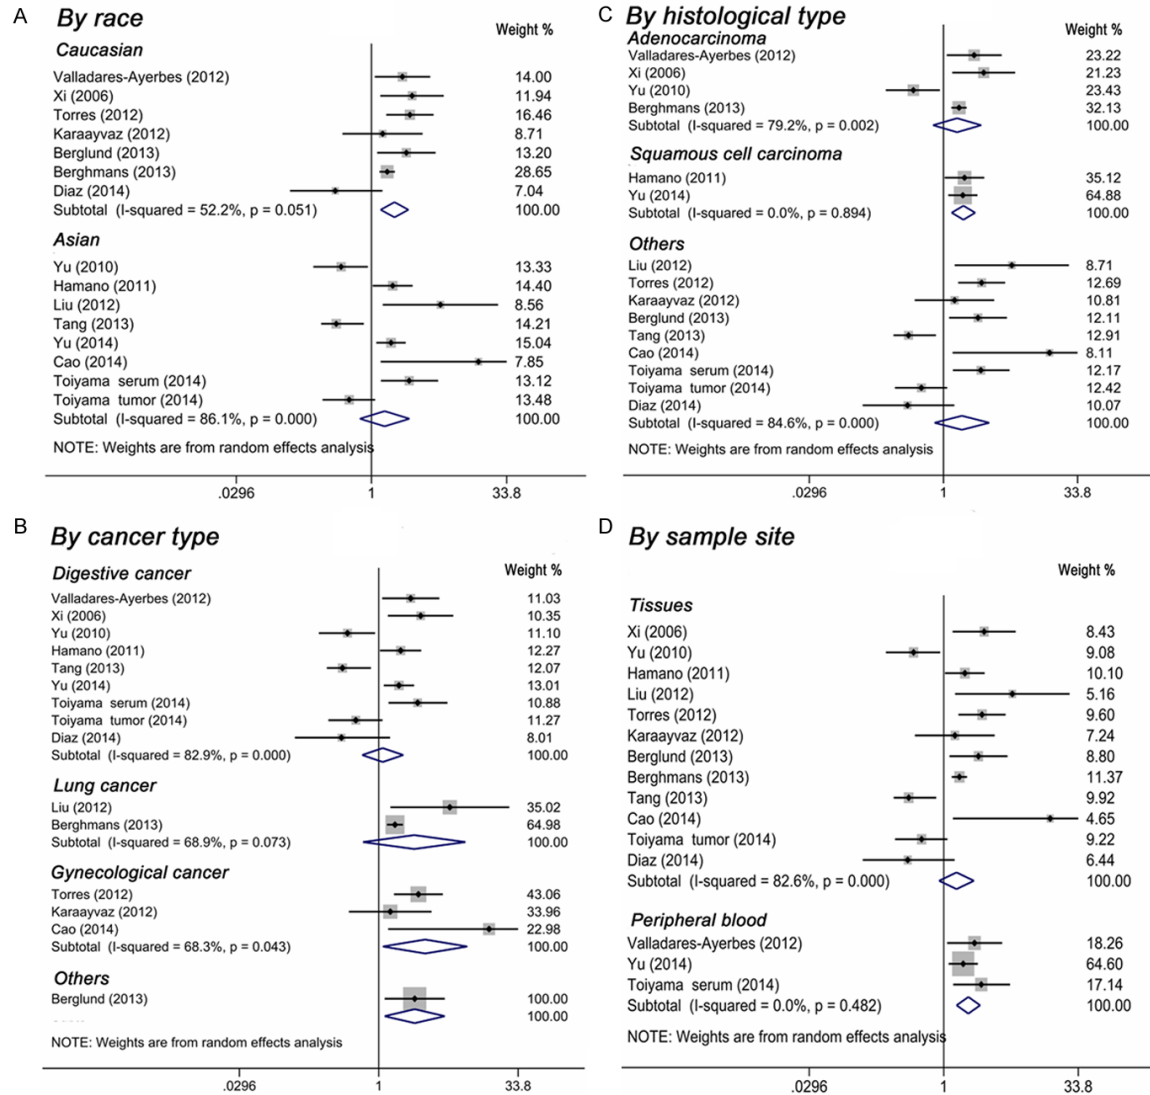 A
By race
Weight %
Caucasian
Valladares-Ayerbes (2012) 14.00
Xi (2006) 11.94
Torres (2012) 16.46
Karaayvaz (2012) 8.71
Berglund (2013) 13.20
Berghmans (2013) 28.65
Diaz (2014) 7.04
Subtotal (I-squared = 52.2%, p = 0.051) 100.00
Asian
Yu (2010) 13.33
Hamano (2011) 14.40
Liu (2012) 8.56
Tang (2013) 14.21
Yu (2014) 15.04
Cao (2014) 7.85
Toiyama serum (2014) 13.12
Toiyama tumor (2014) 13.48
Subtotal (I-squared = 86.1%, p = 0.000) 100.00
NOTE: Weights are from random effects analysis
.0296 1 33.8
B
By cancer type
Weight %
Digestive cancer
Valladares-Ayerbes (2012) 11.03
Xi (2006) 10.35
Yu (2010) 11.10
Hamano (2011) 12.27
Tang (2013) 12.07
Yu (2014) 13.01
Toiyama serum (2014) 10.88
Toiyama tumor (2014) 11.27
Diaz (2014) 8.01
Subtotal (I-squared = 82.9%, p = 0.000) 100.00
Lung cancer
Liu (2012) 35.02
Berghmans (2013) 64.98
Subtotal (I-squared = 68.9%, p = 0.073) 100.00
Gynecological cancer
Torres (2012) 43.06
Karaayvaz (2012) 33.96
Cao (2014) 22.98
Subtotal (I-squared = 68.3%, p = 0.043) 100.00
Others
Berglund (2013) 100.00
100.00
NOTE: Weights are from random effects analysis
.0296 1 33.8
C
By histological type
Weight %
Adenocarcinoma
Valladares-Ayerbes (2012) 23.22
Xi (2006) 21.23
Yu (2010) 23.43
Berghmans (2013) 32.13
Subtotal (I-squared = 79.2%, p = 0.002) 100.00
Squamous cell carcinoma
Hamano (2011) 35.12
Yu (2014) 64.88
Subtotal (I-squared = 0.0%, p = 0.894) 100.00
Others
Liu (2012) 8.71
Torres (2012) 12.69
Karaayvaz (2012) 10.81
Berglund (2013) 12.11
Tang (2013) 12.91
Cao (2014) 8.11
Toiyama serum (2014) 12.17
Toiyama tumor (2014) 12.42
Diaz (2014) 10.07
Subtotal (I-squared = 84.6%, p = 0.000) 100.00
NOTE: Weights are from random effects analysis
.0296 1 33.8
D
By sample site
Weight %
Tissues
Xi (2006) 8.43
Yu (2010) 9.08
Hamano (2011) 10.10
Liu (2012) 5.16
Torres (2012) 9.60
Karaayvaz (2012) 7.24
Berglund (2013) 8.80
Berghmans (2013) 11.37
Tang (2013) 9.92
Cao (2014) 4.65
Toiyama tumor (2014) 9.22
Diaz (2014) 6.44
Subtotal (I-squared = 82.6%, p = 0.000) 100.00
Peripheral blood
Valladares-Ayerbes (2012) 18.26
Yu (2014) 64.60
Toiyama serum (2014) 17.14
Subtotal (I-squared = 0.0%, p = 0.482) 100.00
NOTE: Weights are from random effects analysis
.0296 1 33.8